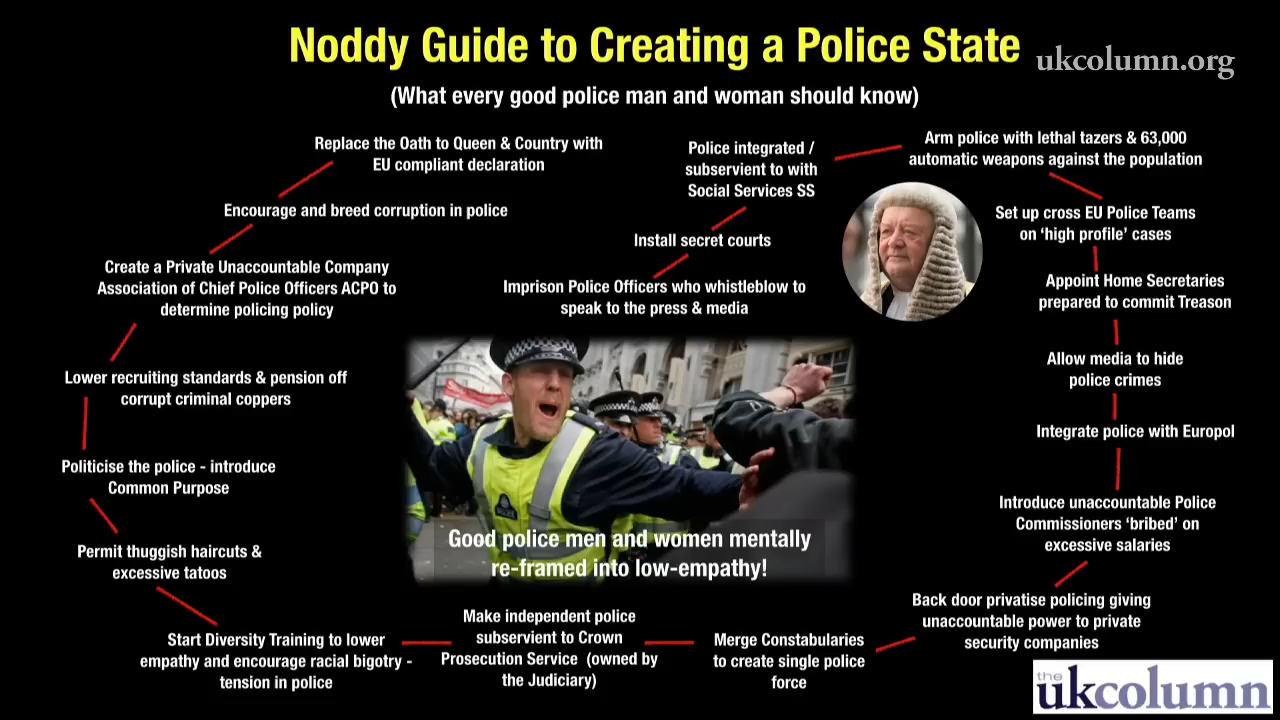 Noddy Guide to Creating a Police State
ukcolumn.org
(What every good police man and woman should know)
Replace the Oath to Queen & Country with
EU compliant declaration
Encourage and breed corruption in police
Create a Private Unaccountable Company
Association of Chief Police Officers ACPO to
determine policing policy
Lower recruiting standards & pension off
corrupt criminal coppers
Politicise the police - introduce
Common Purpose
Permit thuggish haircuts &
excessive tatoos
Start Diversity Training to lower
empathy and encourage racial bigotry -
tension in police
Make independent police
subservient to Crown
Prosecution Service (owned by
the Judiciary)
Merge Constabularies
to create single police
force
Back door privatise policing giving
unaccountable power to private
security companies
Introduce unaccountable Police
Commissioners ‘bribed’ on
excessive salaries
Integrate police with Europol
Allow media to hide
police crimes
Appoint Home Secretaries
prepared to commit Treason
Set up cross EU Police Teams
on ‘high profile’ cases
Arm police with lethal tazers & 63,000
automatic weapons against the population
Police integrated /
subservient to with
Social Services SS
Install secret courts
Imprison Police Officers who whistleblow to
speak to the press & media
Good police men and women mentally
re-framed into low-empathy!
the
ukcolumn